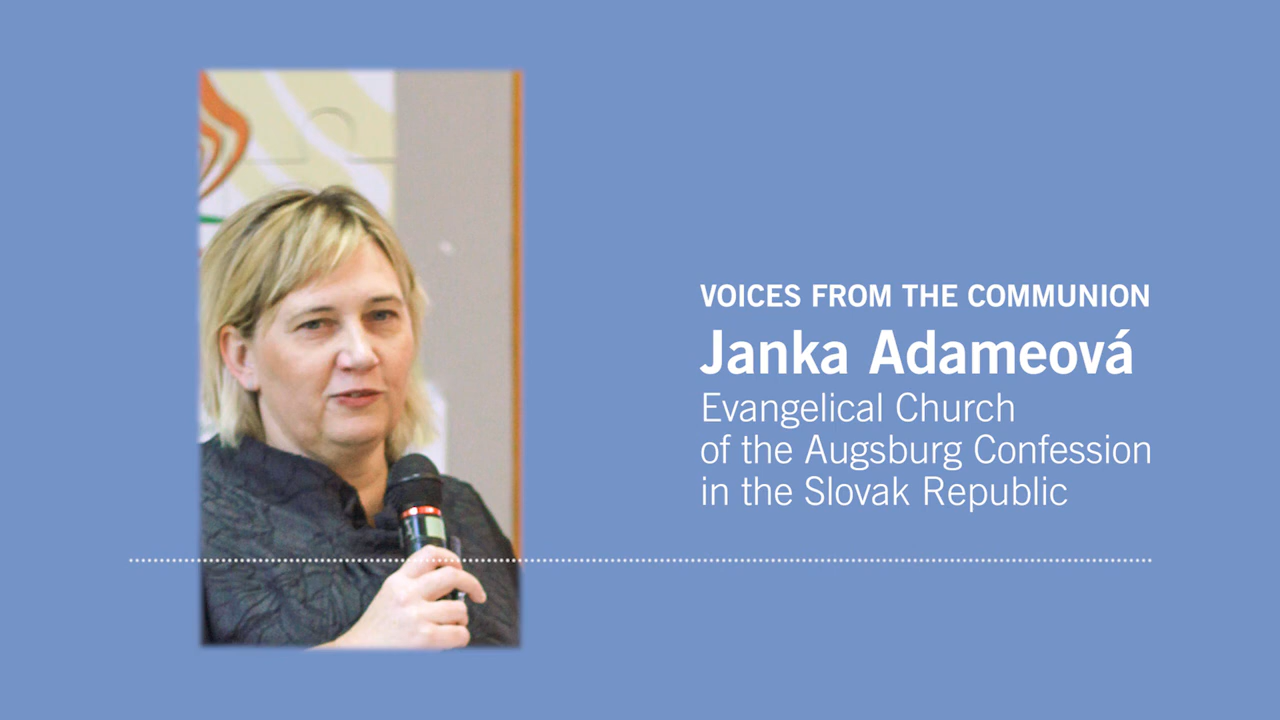 VOICES FROM THE COMMUNION
Janka Adameová
Evangelical Church
of the Augsburg Confession
in the Slovak Republic